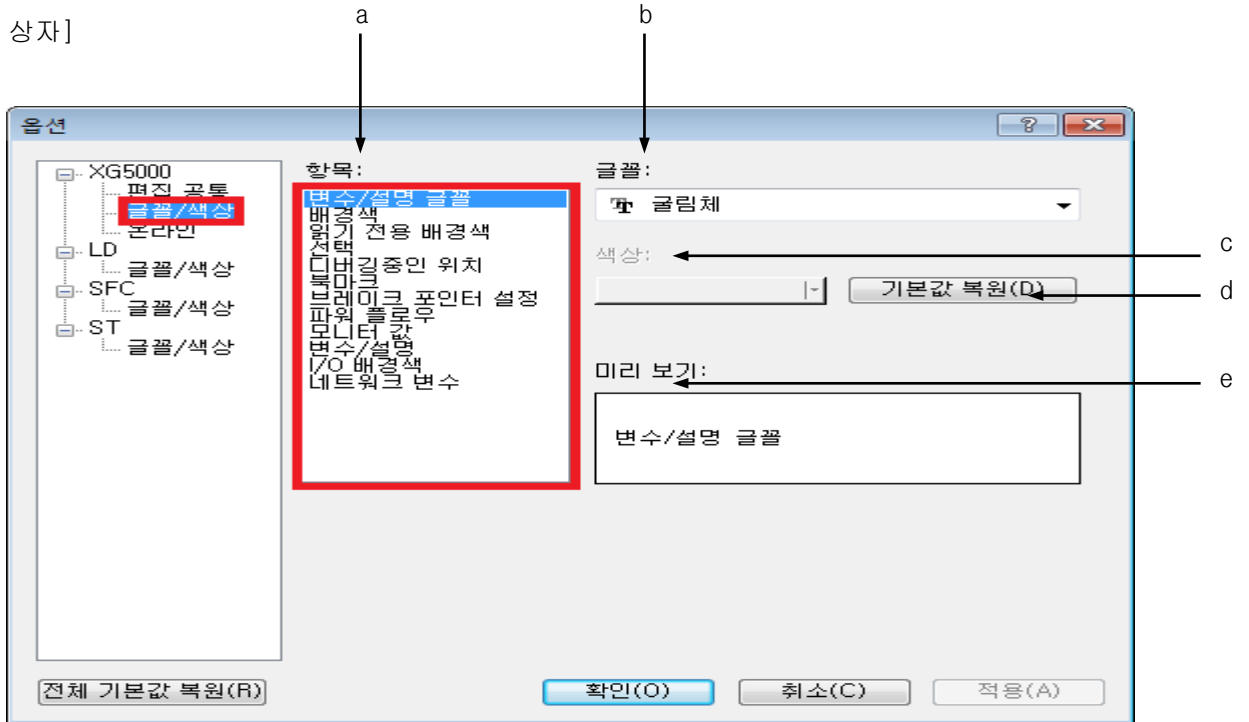 a
b
상자]
옵션
XG5000
편집 공통
글꼴/색상
온라인
LD
글꼴/색상
SFC
글꼴/색상
ST
글꼴/색상
항목:
변수/설명 글꼴
배경색
읽기 전용 배경색
선택
디버깅중인 위치
북마크
브레이크 포인터 설정
파워 플로우
모니터 값
변수/설명
I/O 배경색
네트워크 변수
글꼴:
굴림체
색상:
c
기본값 복원(D)
d
미리 보기:
e
변수/설명 글꼴
전체 기본값 복원(R)
확인(O)
취소(C)
적용(A)